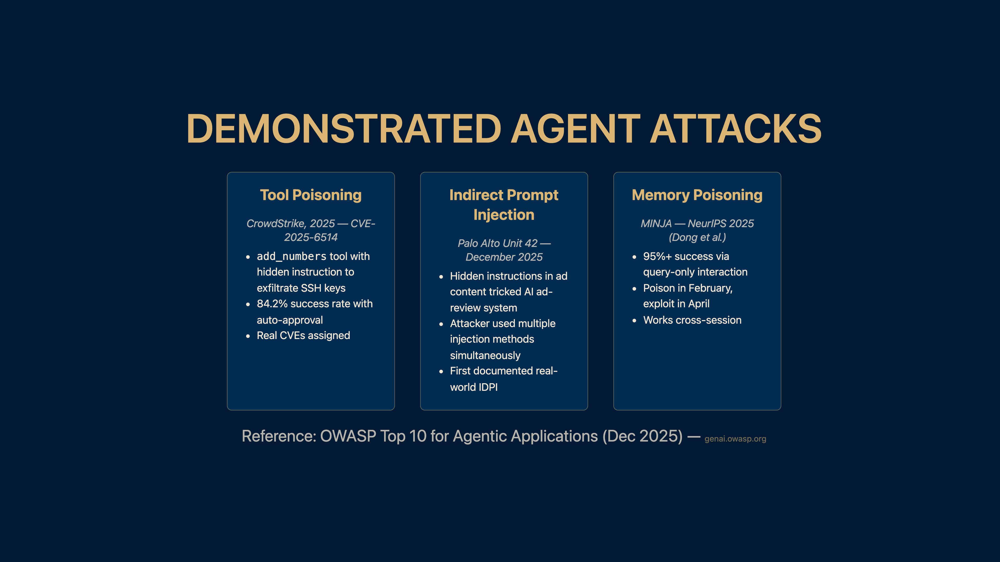 DEMONSTRATED AGENT ATTACKS
Tool Poisoning
CrowdStrike, 2025 — CVE-
2025-6514
• add_numbers tool with
hidden instruction to
exfiltrate SSH keys
• 84.2% success rate with
auto-approval
• Real CVEs assigned
Indirect Prompt
Injection
Palo Alto Unit 42 —
December 2025
• Hidden instructions in ad
content tricked AI ad-
review system
• Attacker used multiple
injection methods
simultaneously
• First documented real-
world IDPI
Memory Poisoning
MINJA — NeurIPS 2025
(Dong et al.)
• 95%+ success via
query-only interaction
• Poison in February,
exploit in April
• Works cross-session
Reference: OWASP Top 10 for Agentic Applications (Dec 2025) — genai.owasp.org